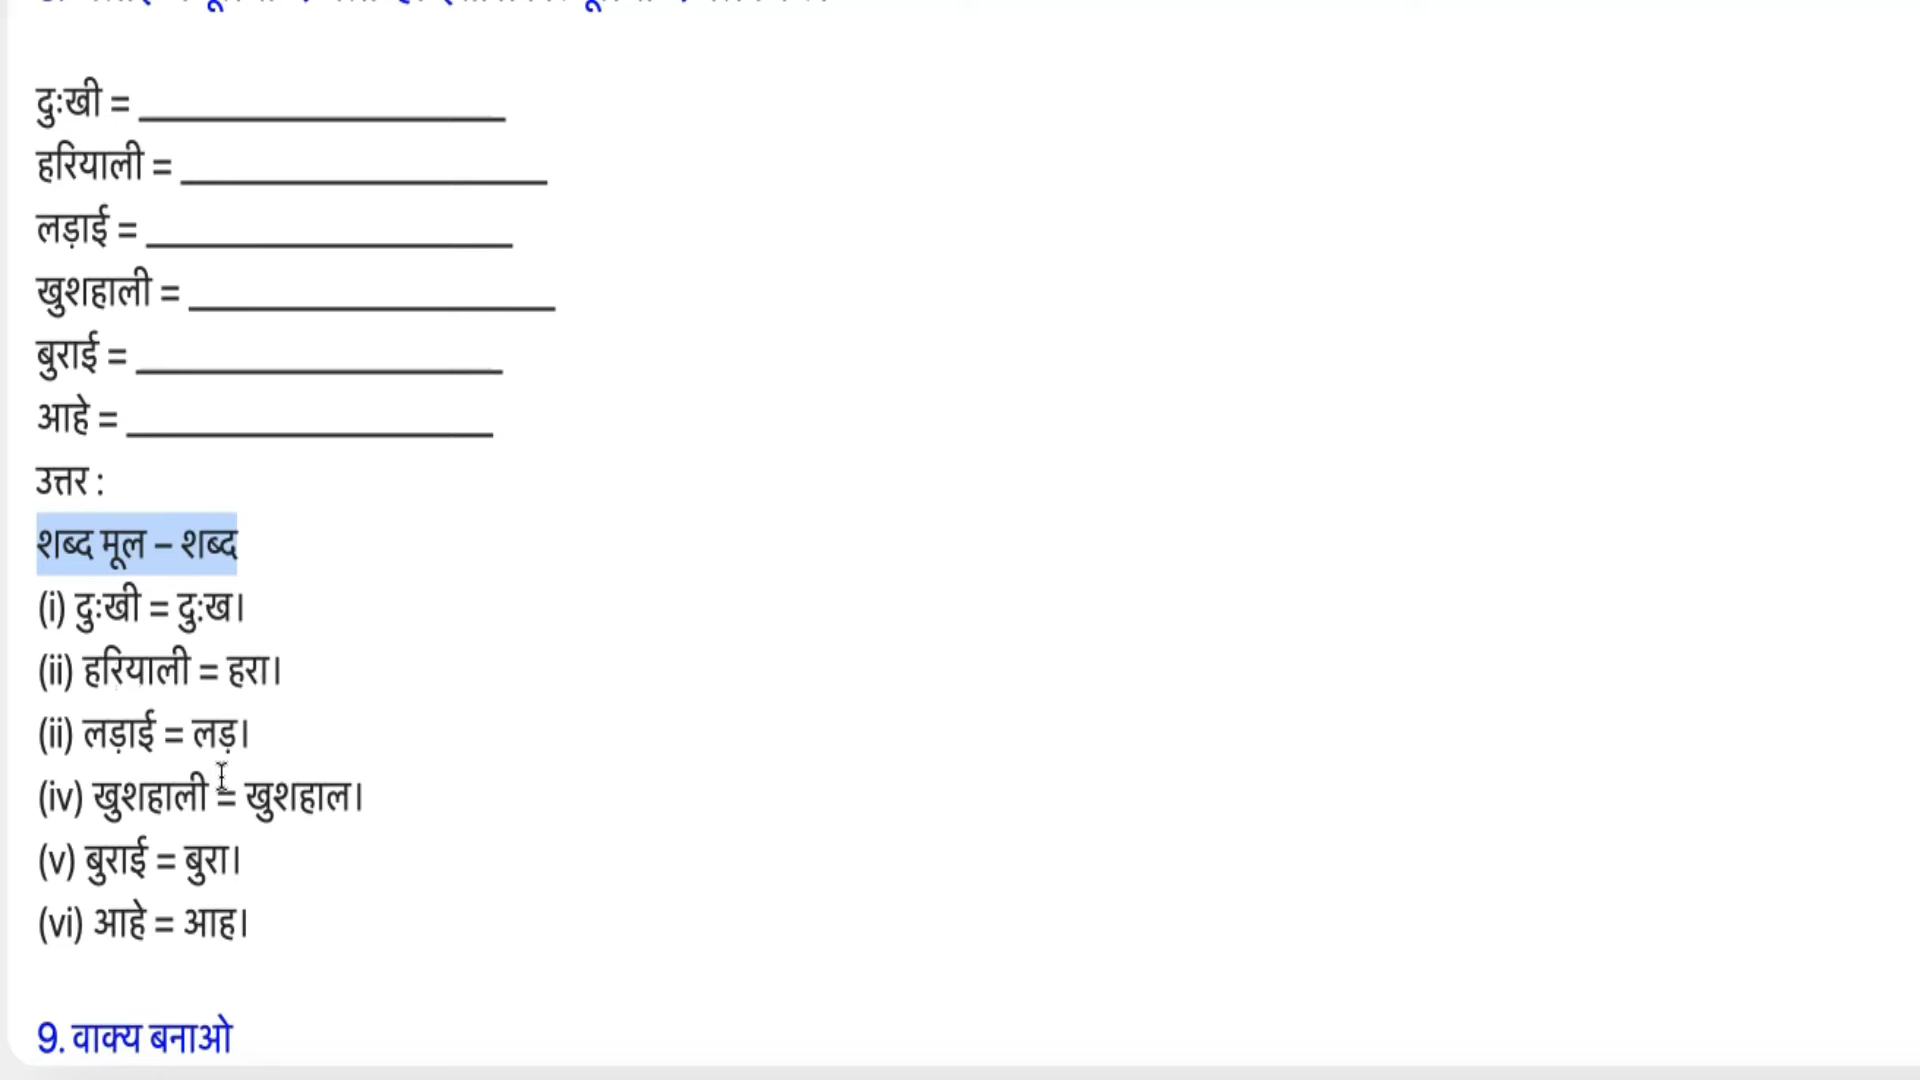 दुःखी = ____________________
हरियाली = ____________________
लड़ाई = ____________________
खुशहाली = ____________________
बुराई = ____________________
आहे = ____________________
उत्तर :
शब्द मूल – शब्द
(i) दुःखी = दु:ख।
(ii) हरियाली = हरा।
(ii) लड़ाई = लड़।
(iv) खुशहाली = खुशहाल।
(v) बुराई = बुरा।
(vi) आहे = आह।
9. वाक्य बनाओ